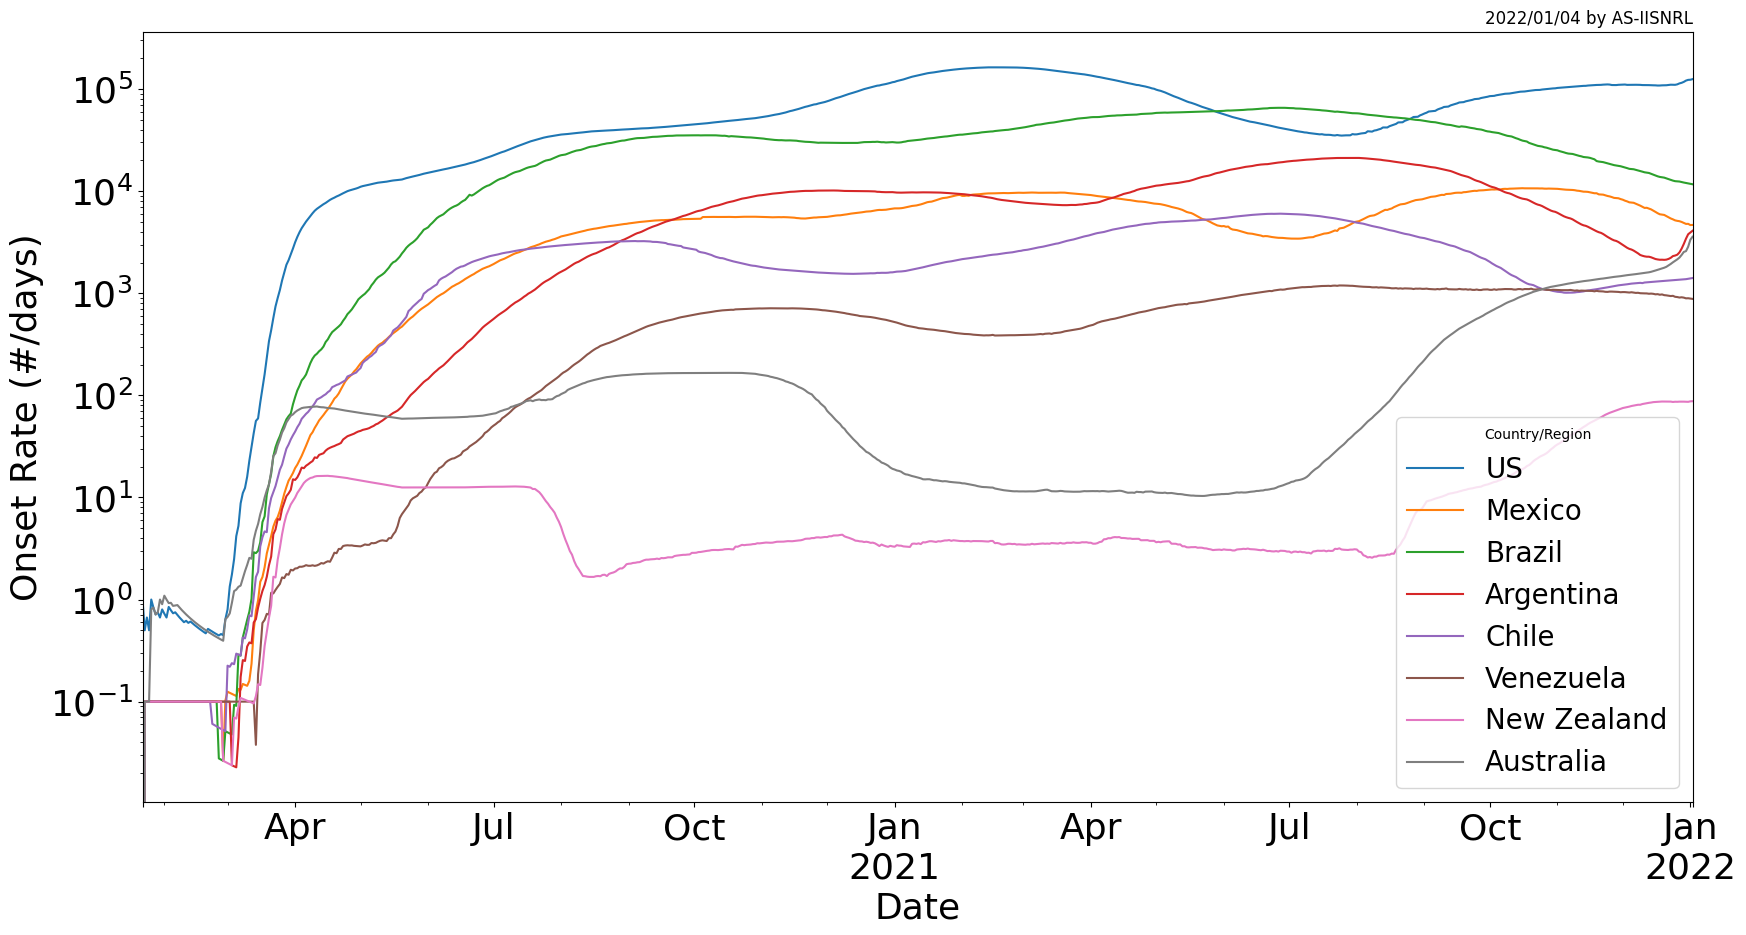 2022/01/04 by AS-IISNRL
Onset Rate (#/days)
10^5
10^4
10^3
10^2
10^1
10^0
10^−1
Country/Region
US
Mexico
Brazil
Argentina
Chile
Venezuela
New Zealand
Australia
Apr Jul Oct Jan Apr Jul Oct Jan
2021 2022
Date